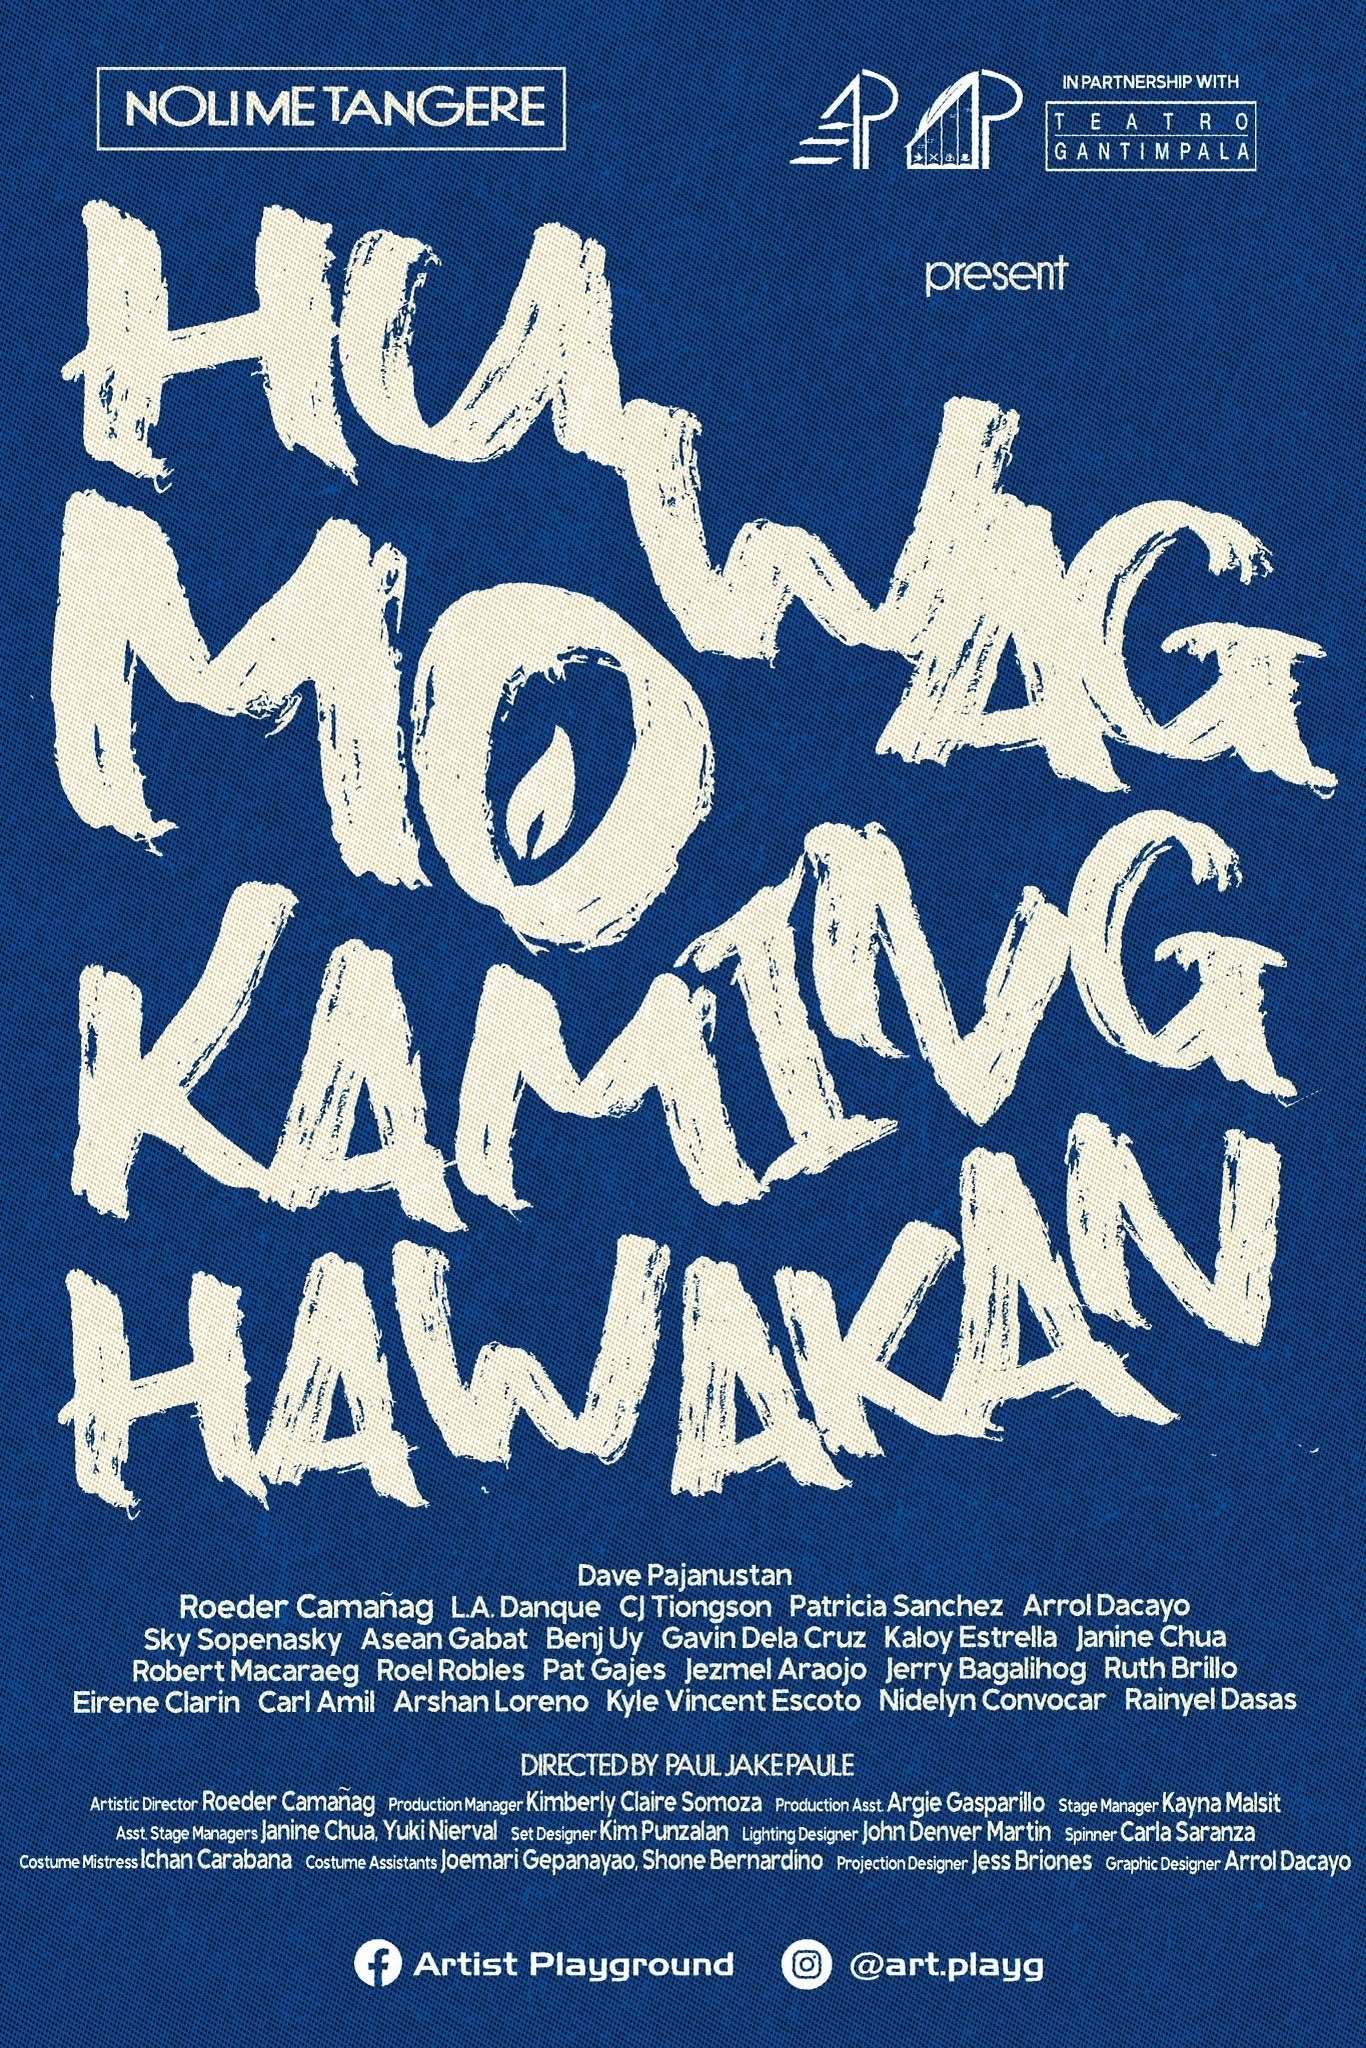 NOLI ME TANGERE
AP AP
IN PARTNERSHIP WITH
TEATRO
GANTIMPALA
present
HUWAG
MO
KAMING
HAWAKAN
Dave Pajanustan
Roeder Camañag L.A. Danque CJ Tiongson Patricia Sanchez Arrol Dacayo
Sky Sopenasky Asean Gabat Benj Uy Gavin Dela Cruz Kaloy Estrella Janine Chua
Robert Macaraeg Roel Robles Pat Gajes Jezmel Araojo Jerry Bagalihog Ruth Brillo
Eirene Clarin Carl Amil Arshan Loreno Kyle Vincent Escoto Nidelyn Convocar Rainyel Dasas
DIRECTED BY PAUL JAKE PAULE
Artistic Director Roeder Camañag Production Manager Kimberly Claire Somoza Production Asst. Argie Gasparillo Stage Manager Kayna Malsit
Asst. Stage Managers Janine Chua, Yuki Nierval Set Designer Kim Punzalan Lighting Designer John Denver Martin Spinner Carla Saranza
Costume Mistress Ichan Carabana Costume Assistants Joemari Gepanayao, Shone Bernardino Projection Designer Jess Briones Graphic Designer Arrol Dacayo
Artist Playground @art.playg